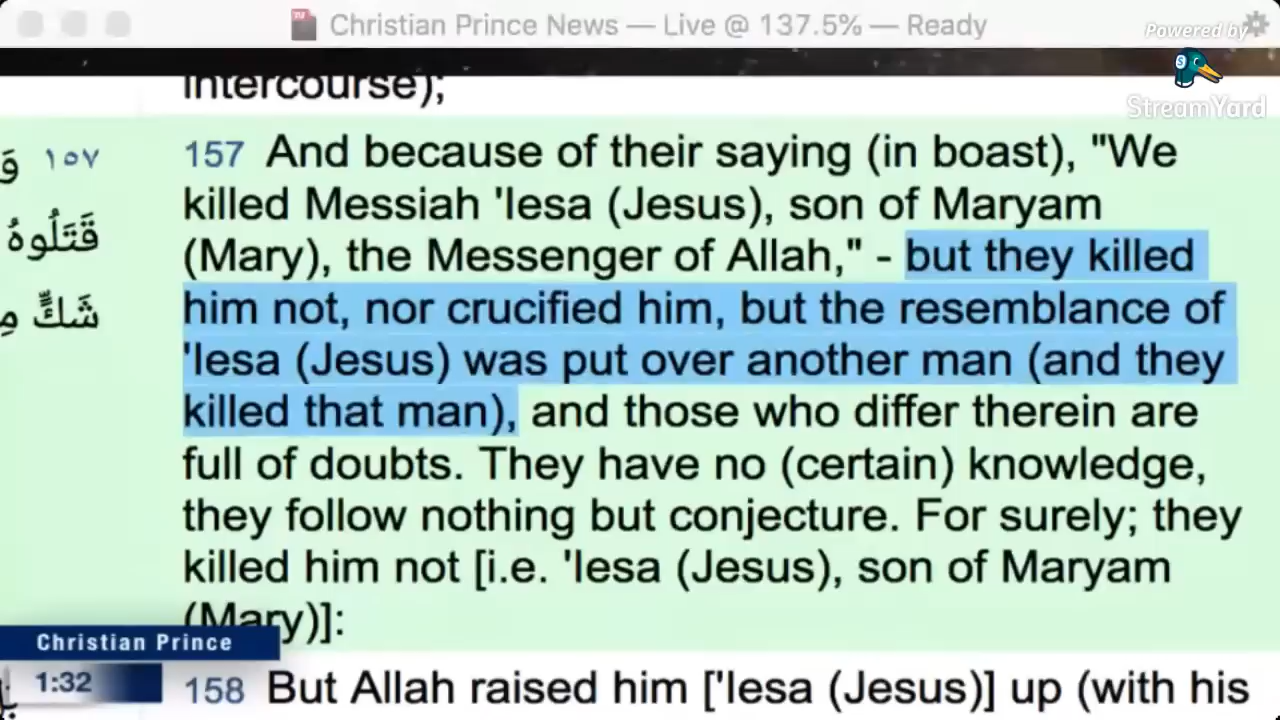 Christian Prince News — Live @ 137.5% — Ready
Powered by
StreamYard
intercourse);
157 And because of their saying (in boast), "We
killed Messiah 'Iesa (Jesus), son of Maryam
(Mary), the Messenger of Allah," - but they killed
him not, nor crucified him, but the resemblance of
'Iesa (Jesus) was put over another man (and they
killed that man), and those who differ therein are
full of doubts. They have no (certain) knowledge,
they follow nothing but conjecture. For surely; they
killed him not [i.e. 'Iesa (Jesus), son of Maryam
(Mary)]:
158 But Allah raised him ['Iesa (Jesus)] up (with his
١٥٧
قَتَلُوهُ
شَكٍّ
Christian Prince
1:32